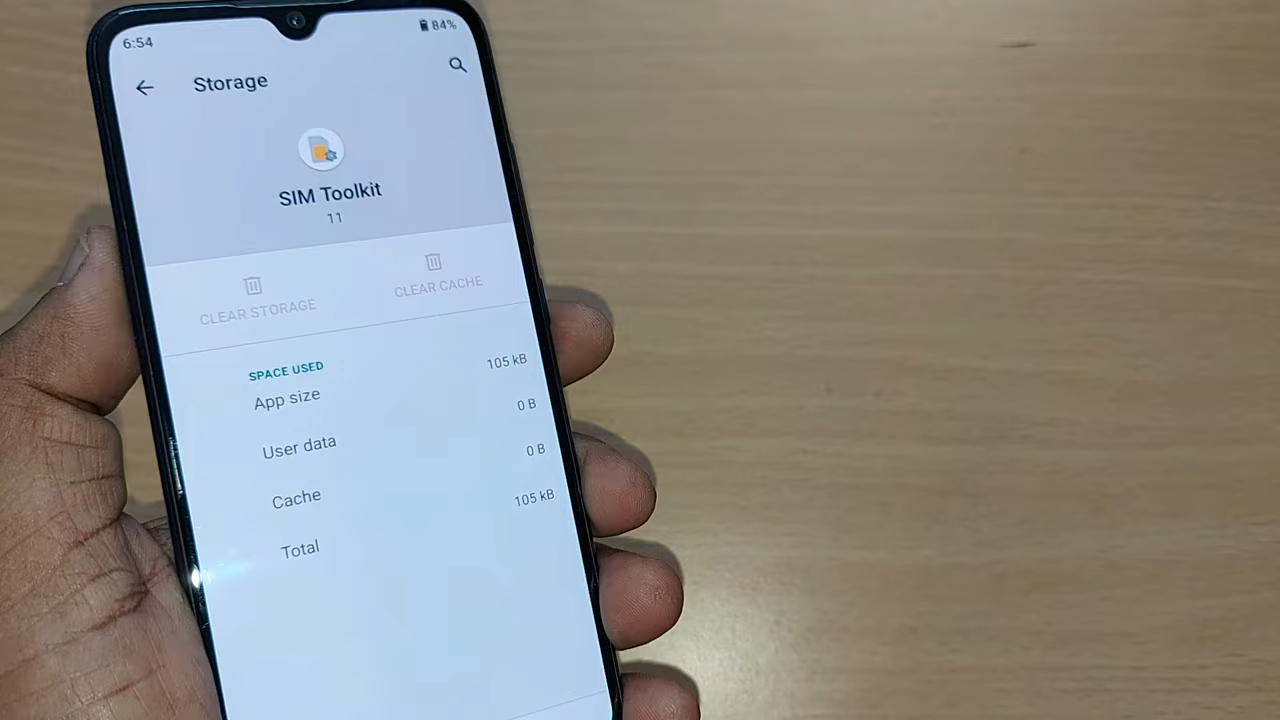 6:54
84%
Storage
SIM Toolkit
11
CLEAR STORAGE
CLEAR CACHE
SPACE USED
App size 105 kB
User data 0 B
Cache 0 B
Total 105 kB